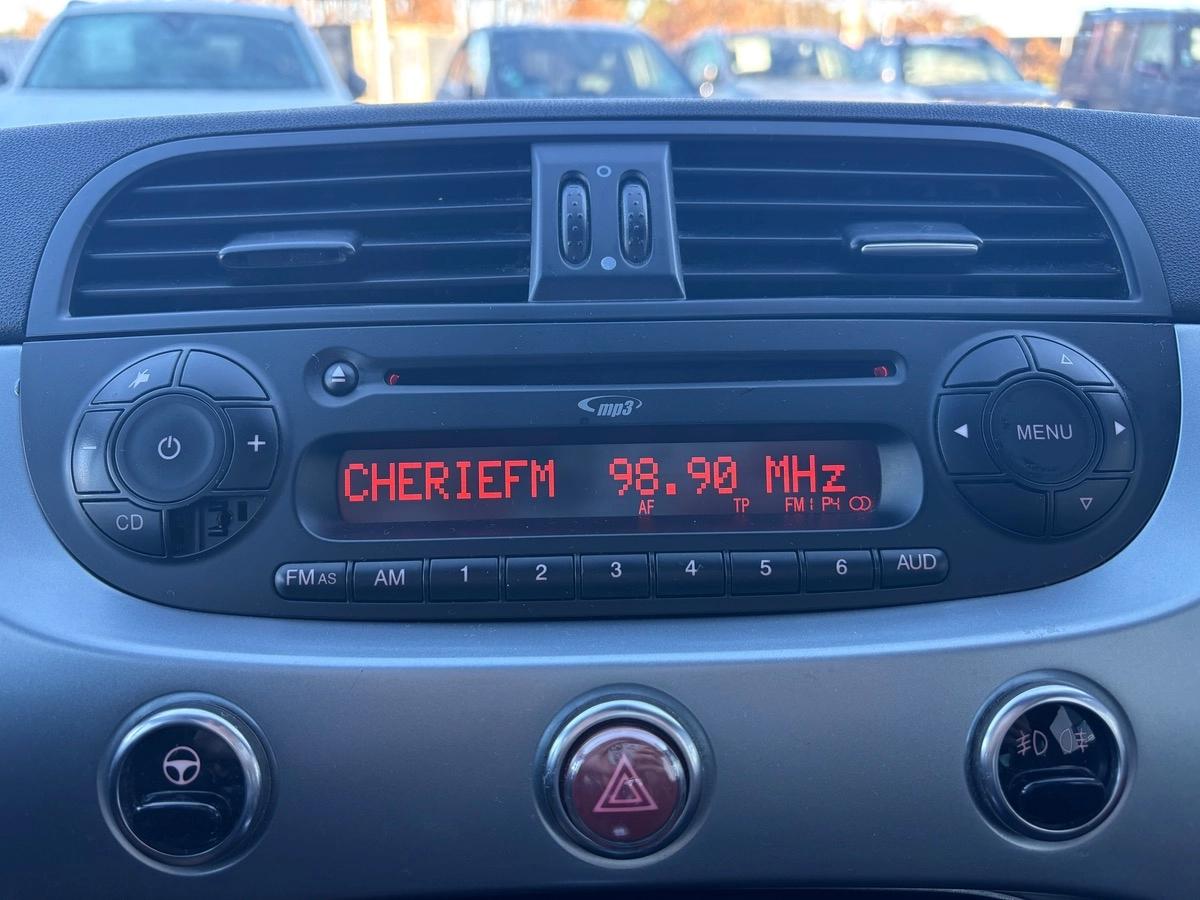 mp3
CHERIEFM 98.90 MHz
AF TP FM1 P4
MENU
CD
FM AS AM 1 2 3 4 5 6 AUD